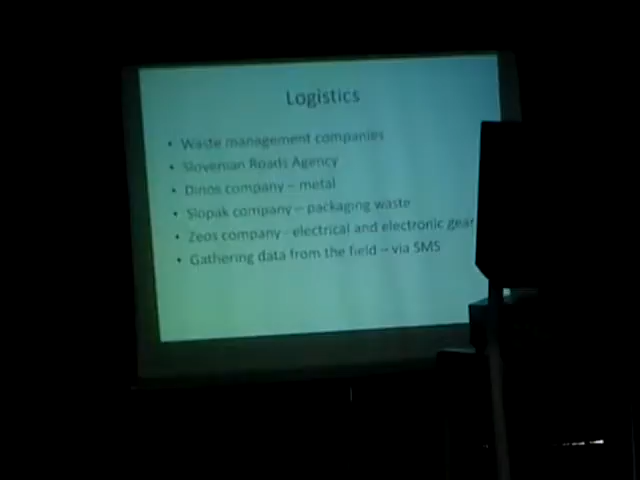 Logistics
• Waste management companies
• Slovenian Roads Agency
• Dinos company – metal
• Slopak company – packaging waste
• Zeos company - electrical and electronic gear
• Gathering data from the field – via SMS